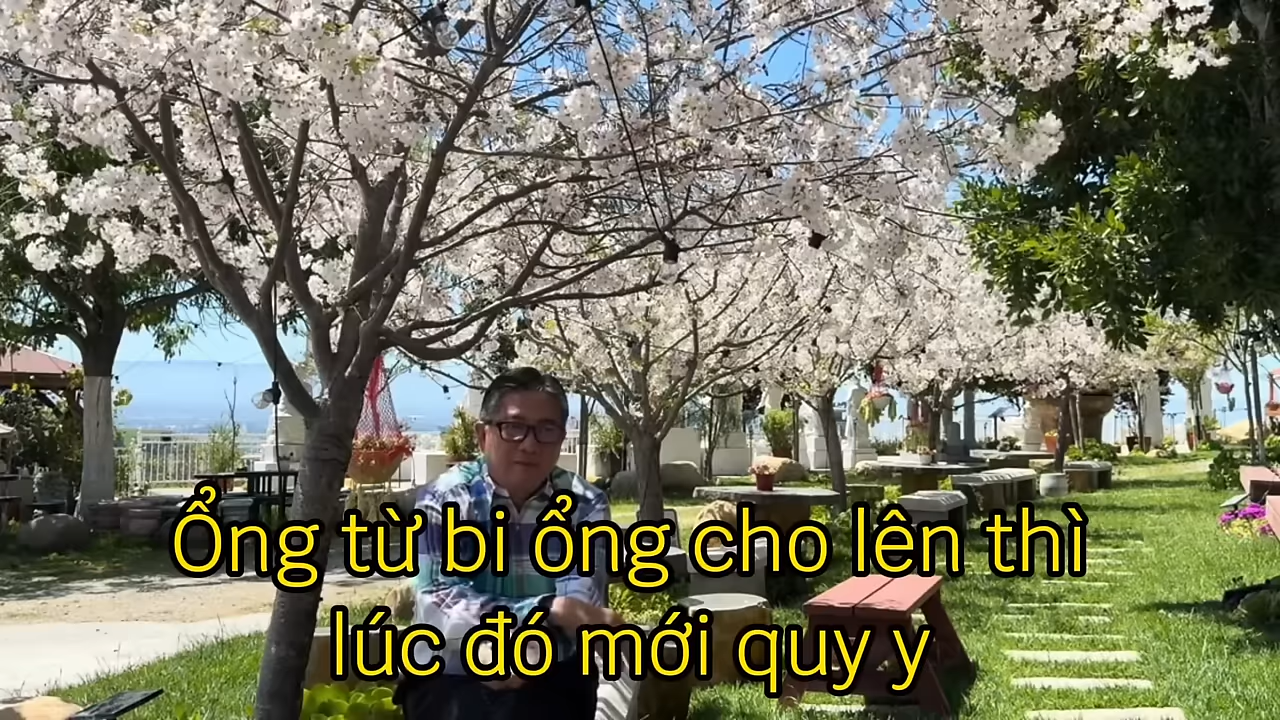 Ổng từ bi ổng cho lên thì
lúc đó mới quy y